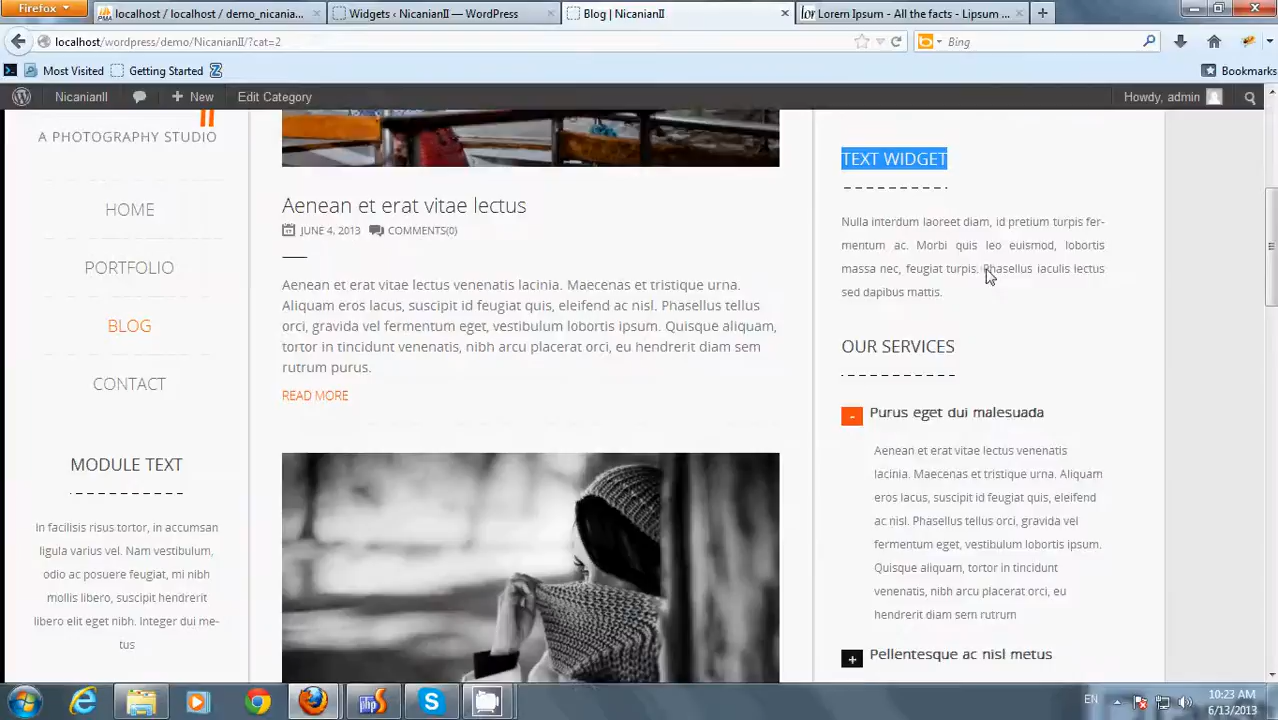 Firefox
localhost / localhost / demo_nicania...
Widgets ‹ NicanianII — WordPress
Blog | NicanianII
Lorem Ipsum - All the facts - Lipsum ...
localhost/wordpress/demo/NicanianII/?cat=2
Bing
Most Visited
Getting Started
Bookmarks
NicanianII
+ New
Edit Category
Howdy, admin
II
A PHOTOGRAPHY STUDIO
HOME
PORTFOLIO
BLOG
CONTACT
MODULE TEXT
In facilisis risus tortor, in accumsan
ligula varius vel. Nam vestibulum,
odio ac posuere feugiat, mi nibh
mollis libero, suscipit hendrerit
libero elit eget nibh. Integer dui me-
tus
Aenean et erat vitae lectus
JUNE 4, 2013 COMMENTS(0)
Aenean et erat vitae lectus venenatis lacinia. Maecenas et tristique urna.
Aliquam eros lacus, suscipit id feugiat quis, eleifend ac nisl. Phasellus tellus
orci, gravida vel fermentum eget, vestibulum lobortis ipsum. Quisque aliquam,
tortor in tincidunt venenatis, nibh arcu placerat orci, eu hendrerit diam sem
rutrum purus.
READ MORE
TEXT WIDGET
Nulla interdum laoreet diam, id pretium turpis fer-
mentum ac. Morbi quis leo euismod, lobortis
massa nec, feugiat turpis. Phasellus iaculis lectus
sed dapibus mattis.
OUR SERVICES
- Purus eget dui malesuada
Aenean et erat vitae lectus venenatis
lacinia. Maecenas et tristique urna. Aliquam
eros lacus, suscipit id feugiat quis, eleifend
ac nisl. Phasellus tellus orci, gravida vel
fermentum eget, vestibulum lobortis ipsum.
Quisque aliquam, tortor in tincidunt
venenatis, nibh arcu placerat orci, eu
hendrerit diam sem rutrum
+ Pellentesque ac nisl metus
EN
10:23 AM
6/13/2013